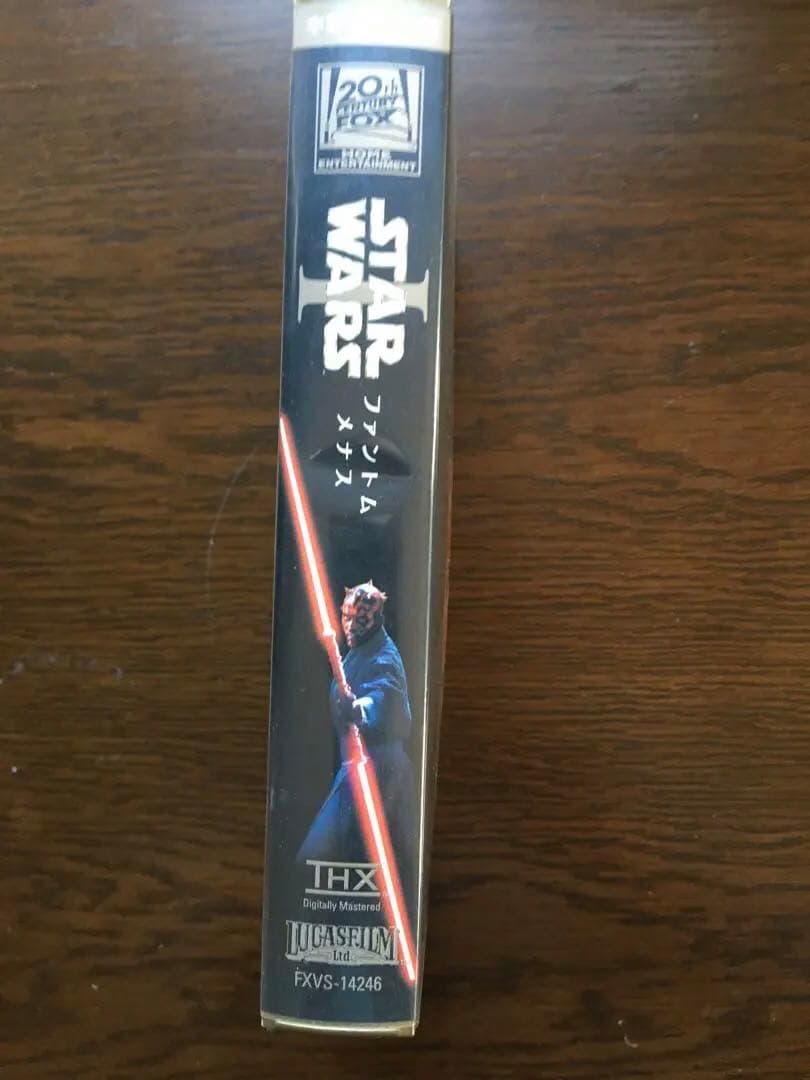 20th
CENTURY
FOX
HOME
ENTERTAINMENT
STAR
WARS
I
ファントム
メナス
THX
Digitally Mastered
LUCASFILM
Ltd.
FXVS-14246